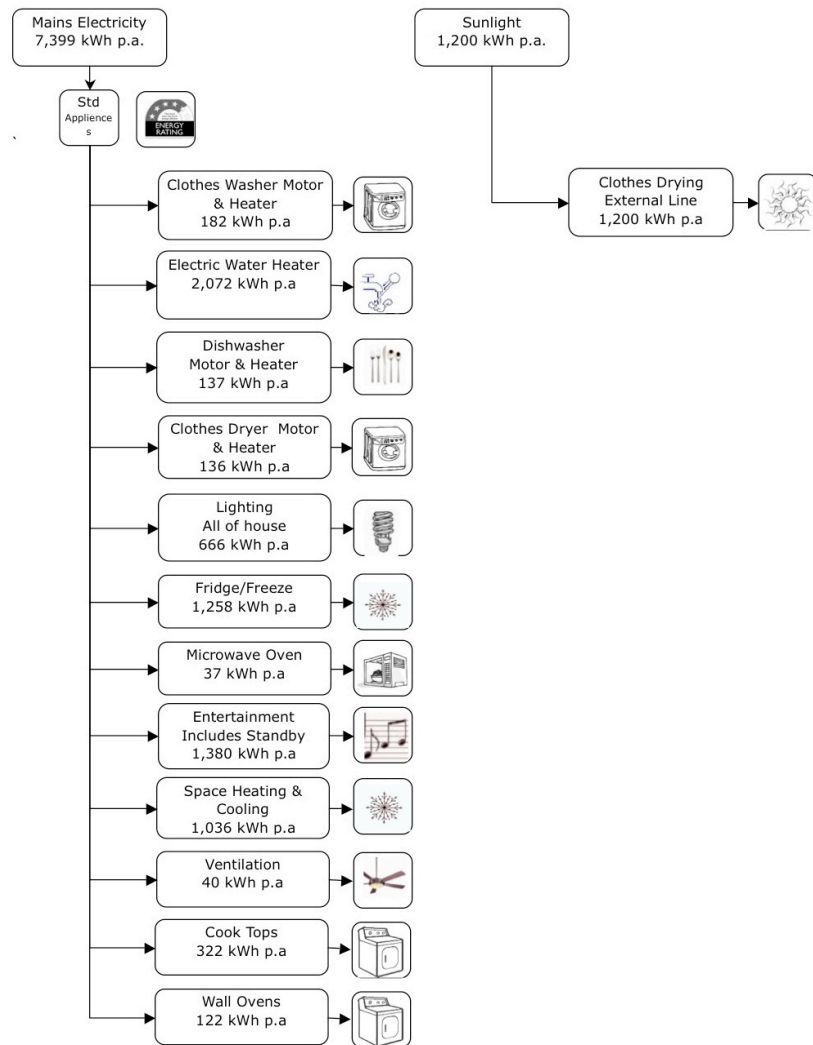 Mains Electricity
7,399 kWh p.a.
Sunlight
1,200 kWh p.a.
Std
Applience
s
ENERGY
RATING
Clothes Washer Motor
& Heater
182 kWh p.a
Clothes Drying
External Line
1,200 kWh p.a
Electric Water Heater
2,072 kWh p.a
Dishwasher
Motor & Heater
137 kWh p.a
Clothes Dryer Motor
& Heater
136 kWh p.a
Lighting
All of house
666 kWh p.a
Fridge/Freeze
1,258 kWh p.a
Microwave Oven
37 kWh p.a
Entertainment
Includes Standby
1,380 kWh p.a
Space Heating &
Cooling
1,036 kWh p.a
Ventilation
40 kWh p.a
Cook Tops
322 kWh p.a
Wall Ovens
122 kWh p.a